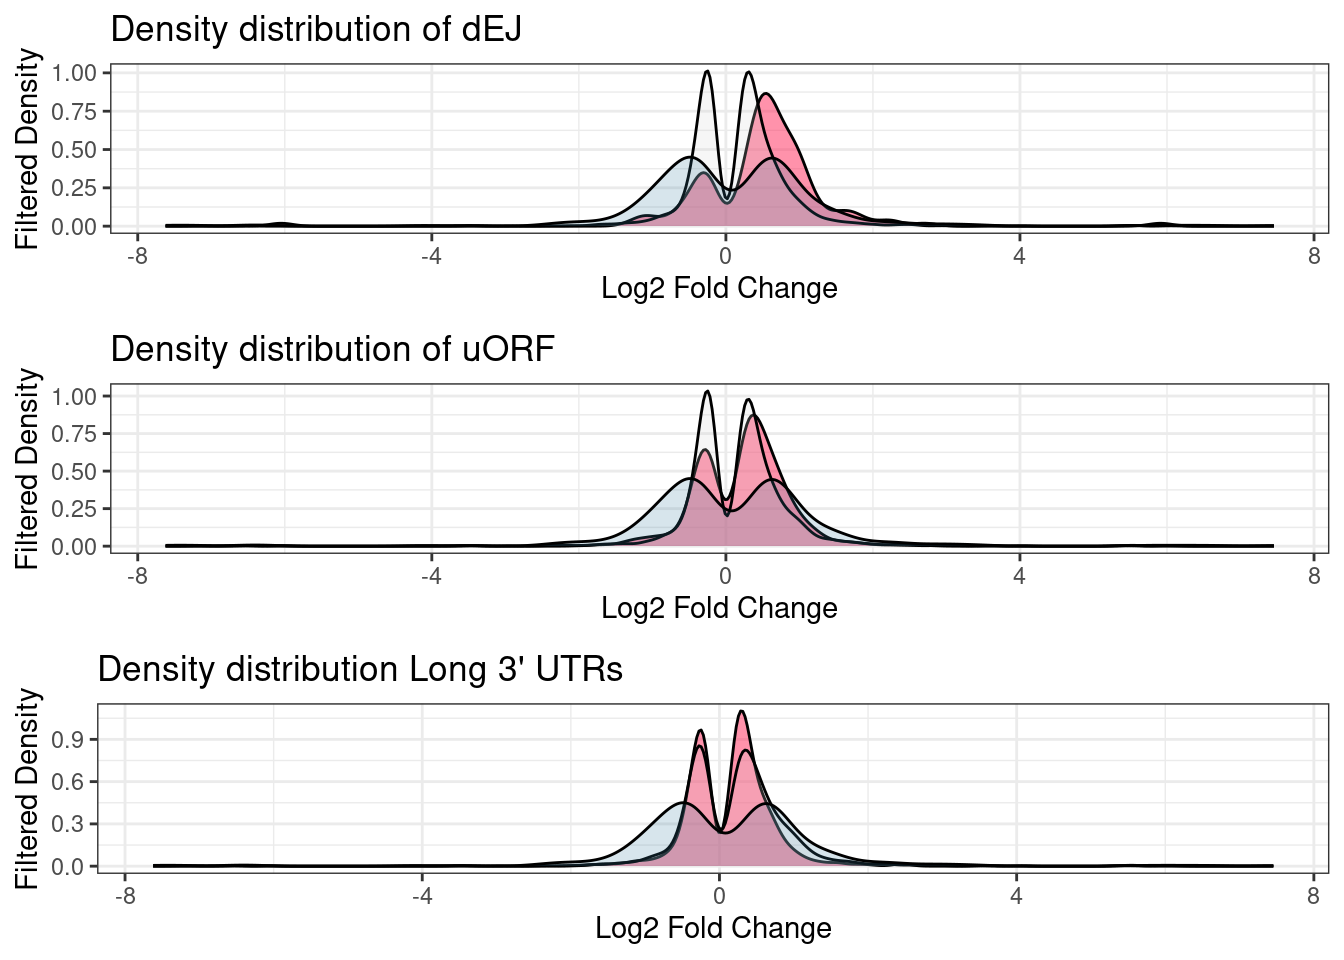 Density distribution of dEJ
Filtered Density
1.00
0.75
0.50
0.25
0.00
-8 -4 0 4 8
Log2 Fold Change
Density distribution of uORF
Filtered Density
1.00
0.75
0.50
0.25
0.00
-8 -4 0 4 8
Log2 Fold Change
Density distribution Long 3' UTRs
Filtered Density
0.9
0.6
0.3
0.0
-8 -4 0 4 8
Log2 Fold Change